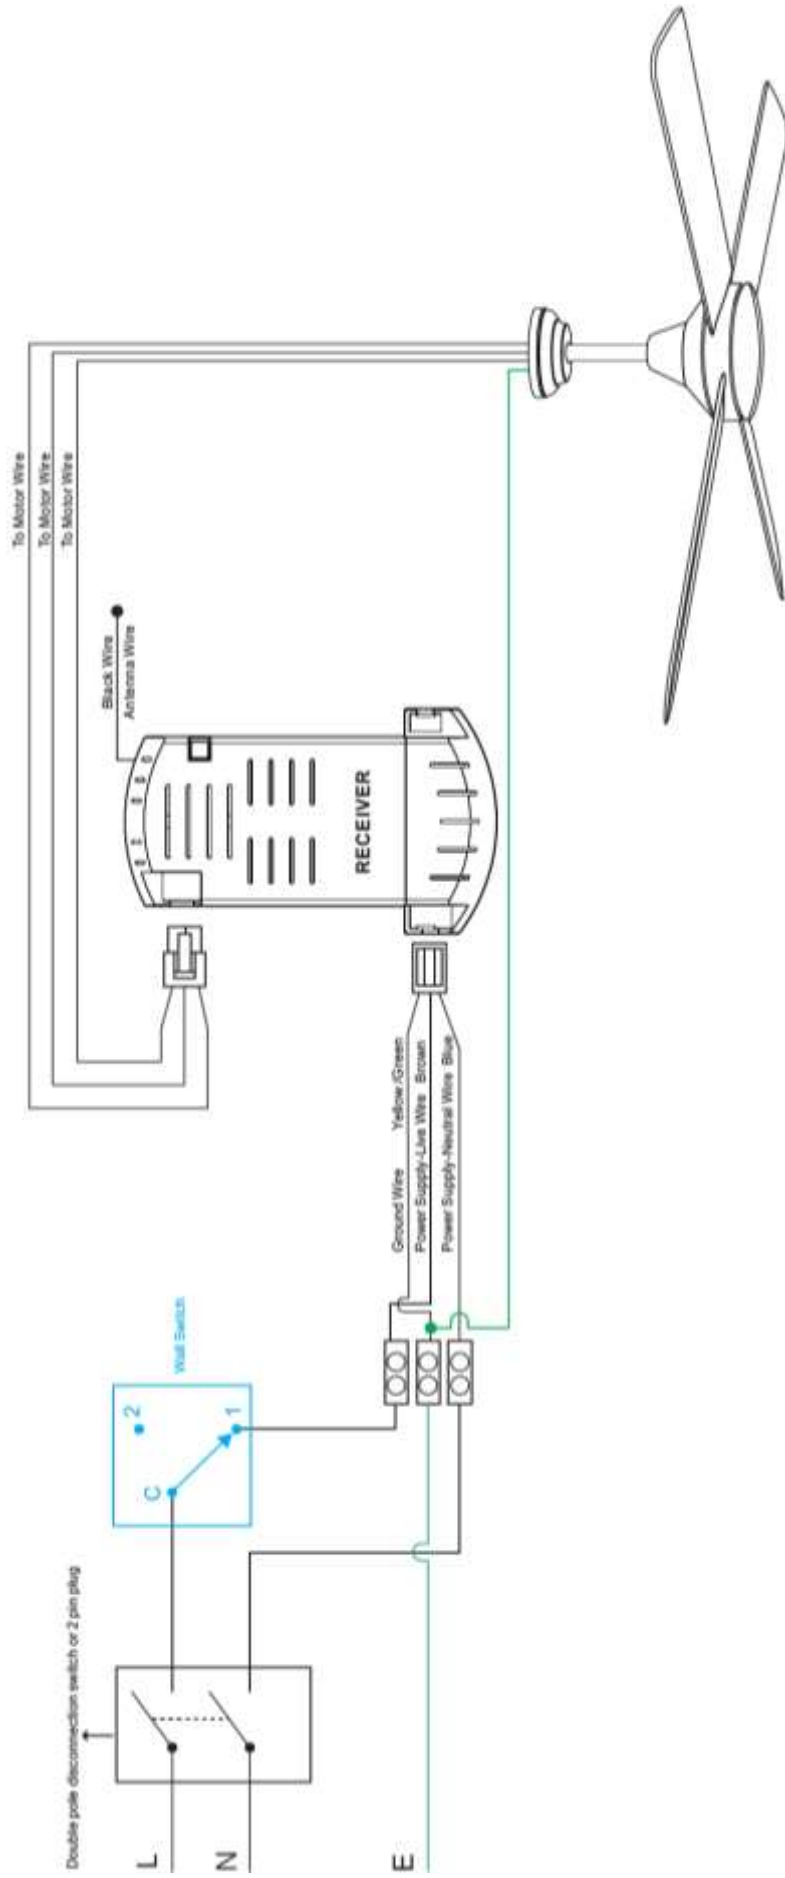 To Motor Wire
To Motor Wire
To Motor Wire
Black Wire
Antenna Wire
RECEIVER
Ground Wire Yellow /Green
Power Supply-Live Wire Brown
Power Supply-Neutral Wire Blue
Wall Switch
2
C
1
Double pole disconnection switch or 2 pin plug
L
N
E